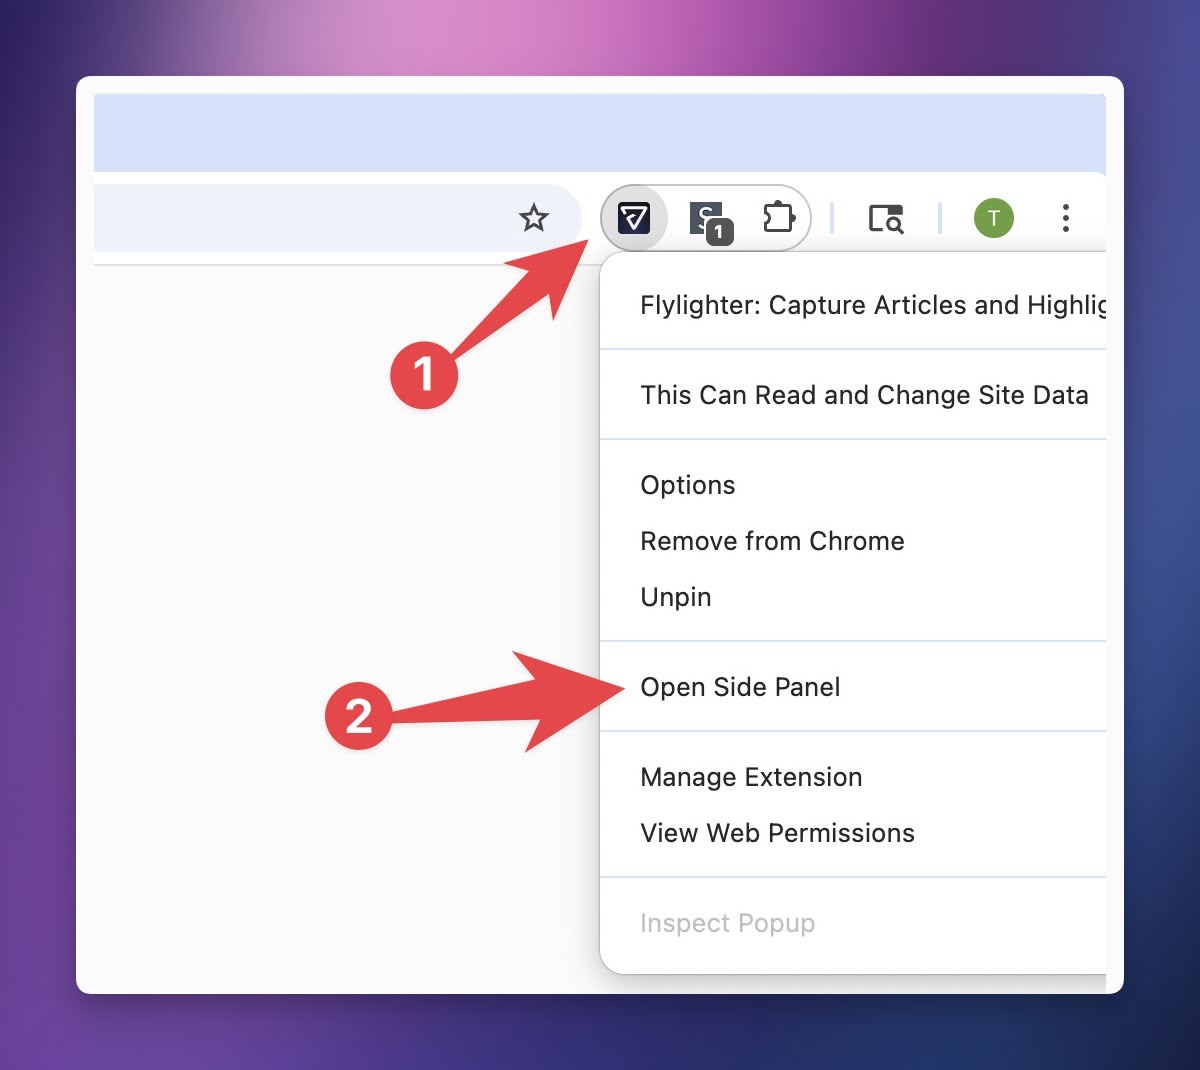 S
1
T
Flylighter: Capture Articles and Highlig
1
This Can Read and Change Site Data
Options
Remove from Chrome
Unpin
2
Open Side Panel
Manage Extension
View Web Permissions
Inspect Popup